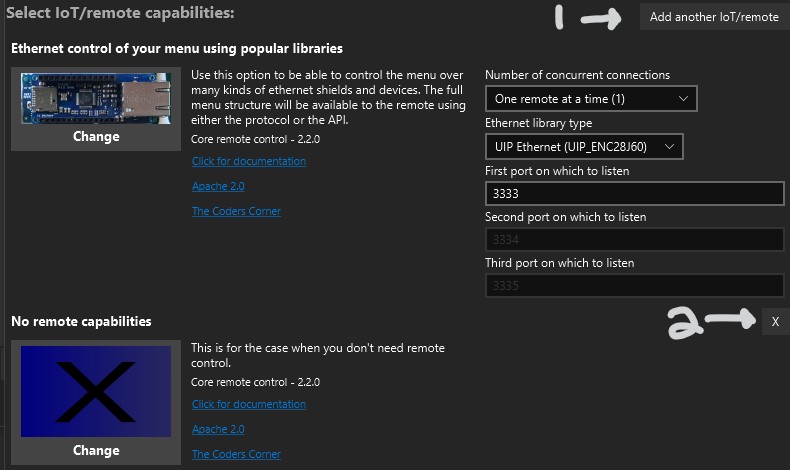 Select IoT/remote capabilities:
1 → Add another IoT/remote
Ethernet control of your menu using popular libraries
Use this option to be able to control the menu over
many kinds of ethernet shields and devices. The full
menu structure will be available to the remote using
either the protocol or the API.
Core remote control - 2.2.0
Click for documentation
Apache 2.0
The Coders Corner
Change
Number of concurrent connections
One remote at a time (1)
Ethernet library type
UIP Ethernet (UIP_ENC28J60)
First port on which to listen
3333
Second port on which to listen
3334
Third port on which to listen
3335
No remote capabilities
2 → X
This is for the case when you don't need remote
control.
Core remote control - 2.2.0
Click for documentation
Apache 2.0
The Coders Corner
X
Change